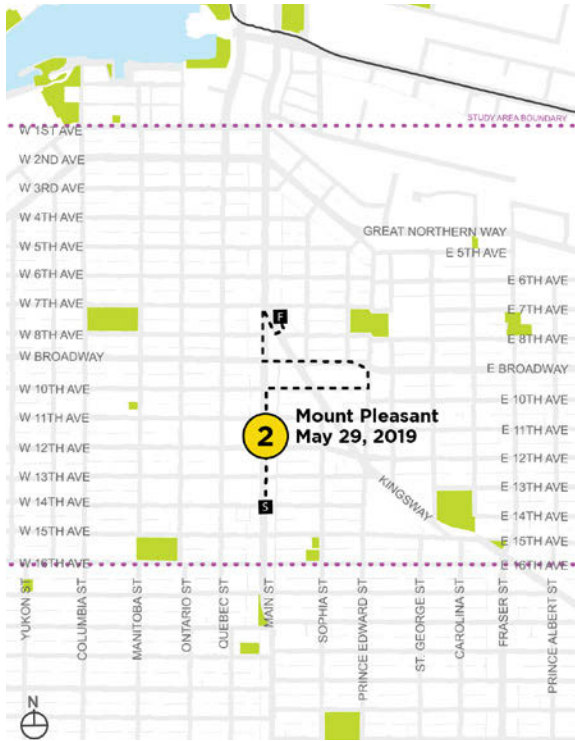 STUDY AREA BOUNDARY
W 1ST AVE
W 2ND AVE
W 3RD AVE
W 4TH AVE
GREAT NORTHERN WAY
W 5TH AVE
E 5TH AVE
W 6TH AVE
E 6TH AVE
W 7TH AVE
E 7TH AVE
F
W 8TH AVE
E 8TH AVE
W BROADWAY
E BROADWAY
W 10TH AVE
E 10TH AVE
W 11TH AVE
E 11TH AVE
2
Mount Pleasant
May 29, 2019
W 12TH AVE
E 12TH AVE
W 13TH AVE
E 13TH AVE
KINGSWAY
W 14TH AVE
S
E 14TH AVE
W 15TH AVE
E 15TH AVE
W 16TH AVE
E 16TH AVE
YUKON ST
COLUMBIA ST
MANITOBA ST
ONTARIO ST
QUEBEC ST
MAIN ST
SOPHIA ST
PRINCE EDWARD ST
ST. GEORGE ST
CAROLINA ST
FRASER ST
PRINCE ALBERT ST
N